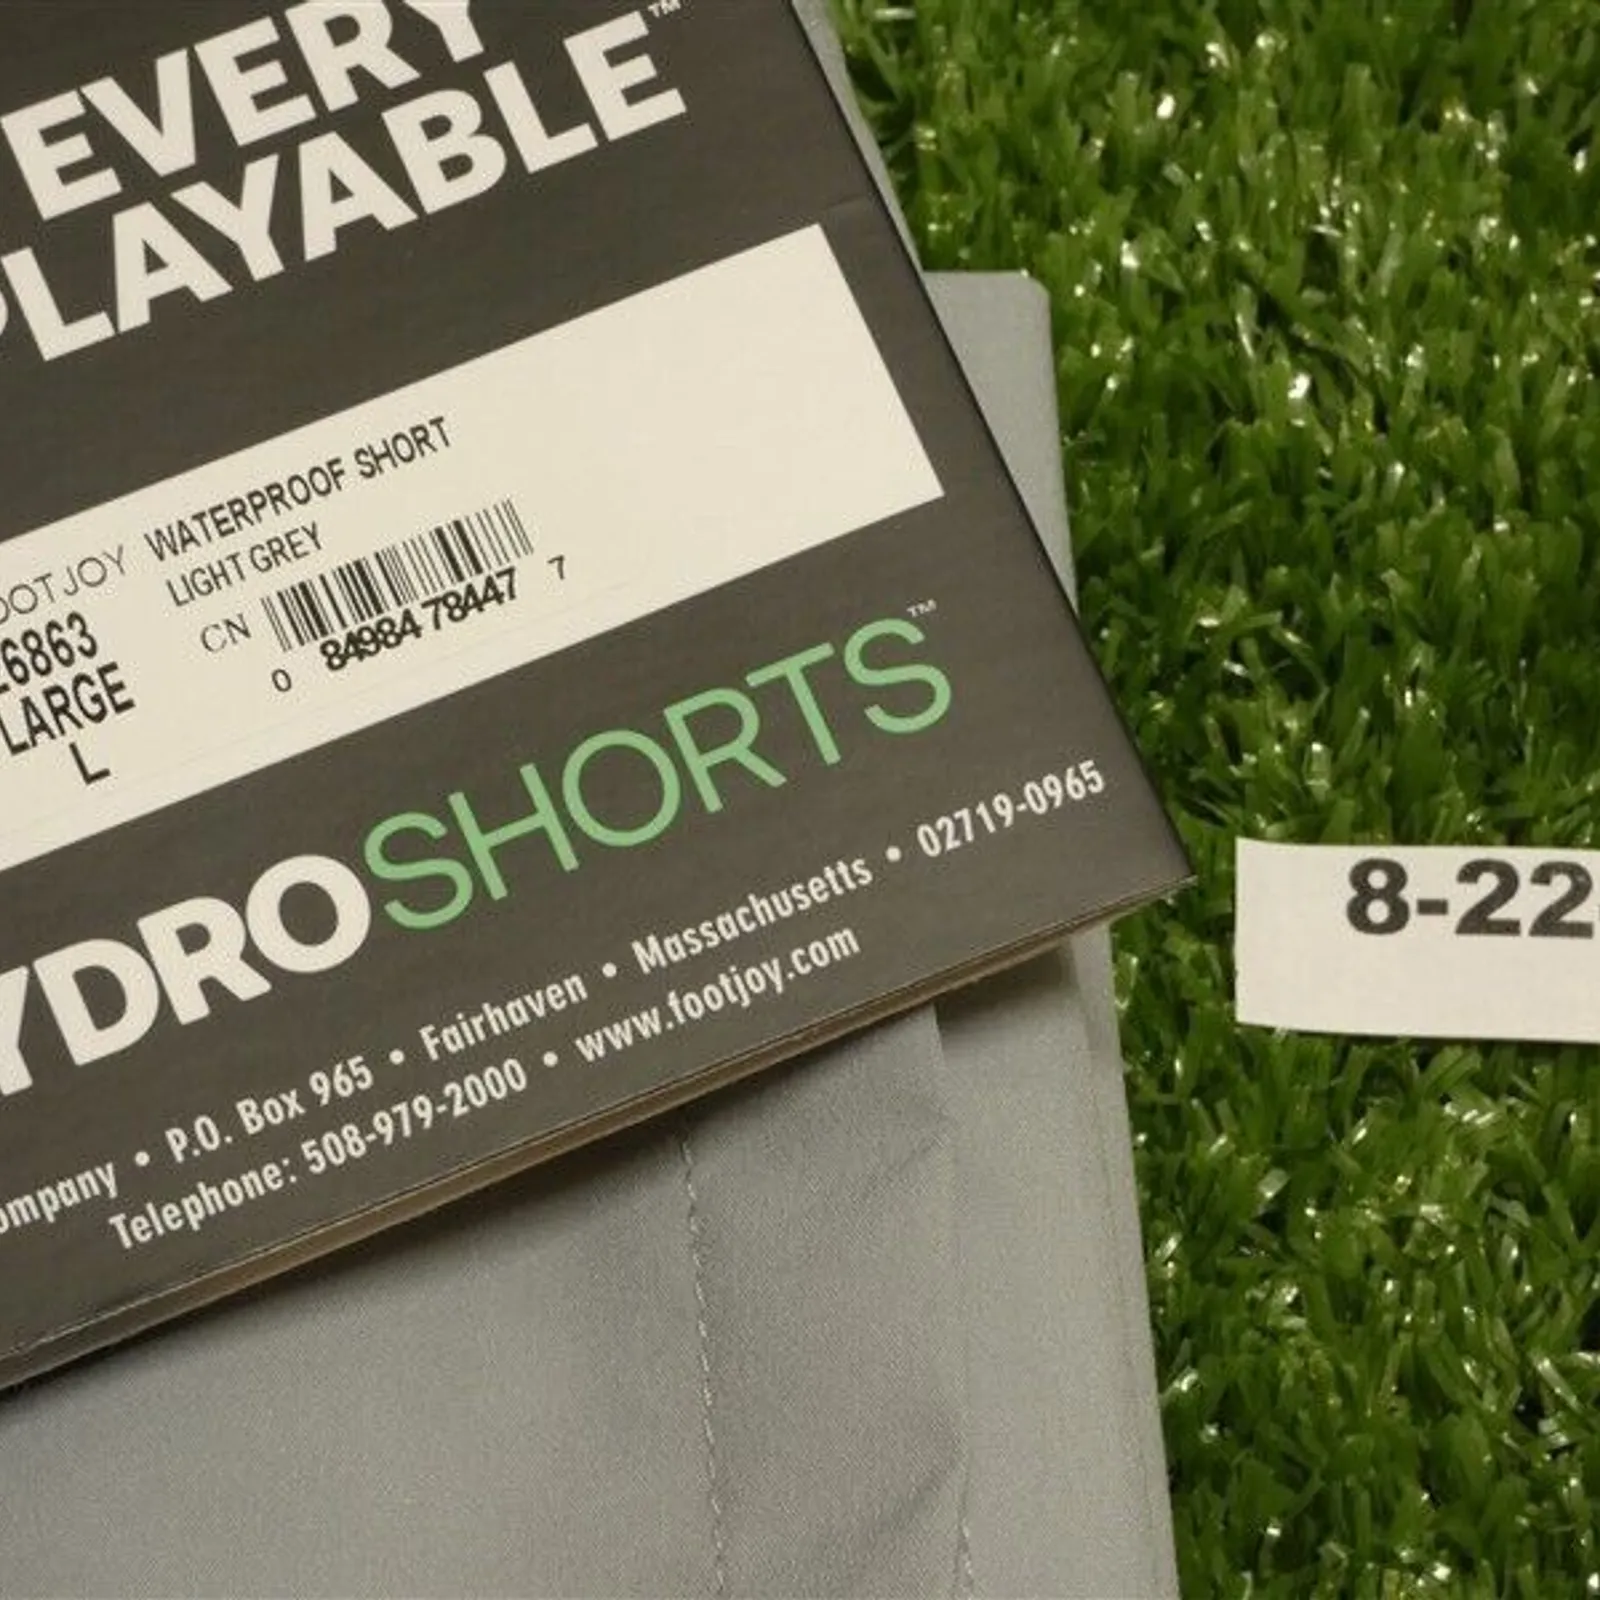 EVERY
PLAYABLE™
WATERPROOF SHORT
OOTJOY LIGHT GREY
6863 CN
LARGE 0 84984 78447 7
L
YDROSHORTS™
ompany • P.O. Box 965 • Fairhaven • Massachusetts • 02719-0965
Telephone: 508-979-2000 • www.footjoy.com
8-22